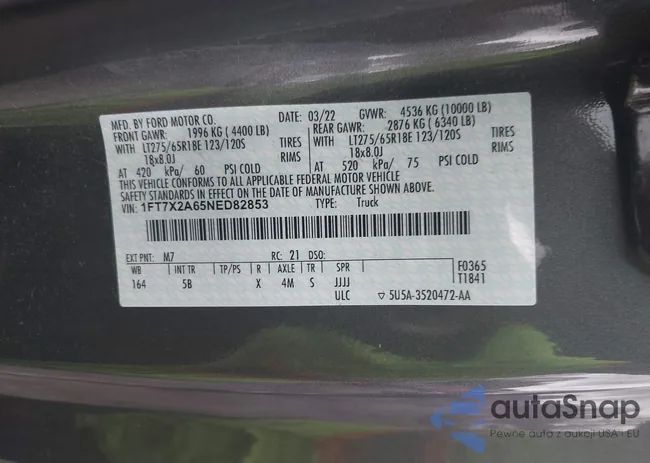 MFD. BY FORD MOTOR CO. DATE: 03/22 GVWR: 4536 KG (10000 LB)
FRONT GAWR: 1996 KG ( 4400 LB) REAR GAWR: 2876 KG ( 6340 LB)
WITH LT275/65R18E 123/120S TIRES WITH LT275/65R18E 123/120S TIRES
18x8.0J RIMS 18x8.0J RIMS
AT 420 kPa/ 60 PSI COLD AT 520 kPa/ 75 PSI COLD
THIS VEHICLE CONFORMS TO ALL APPLICABLE FEDERAL MOTOR VEHICLE
SAFETY STANDARDS IN EFFECT ON THE DATE OF MANUFACTURE SHOWN ABOVE.
VIN: 1FT7X2A65NED82853 TYPE: Truck
EXT PNT: M7 RC: 21 DSO:
WB INT TR TP/PS R AXLE TR SPR F0365
164 5B X 4M S JJJJ T1841
ULC 5U5A-3520472-AA
autaSnap
Pewne auta z aukcji USA i EU